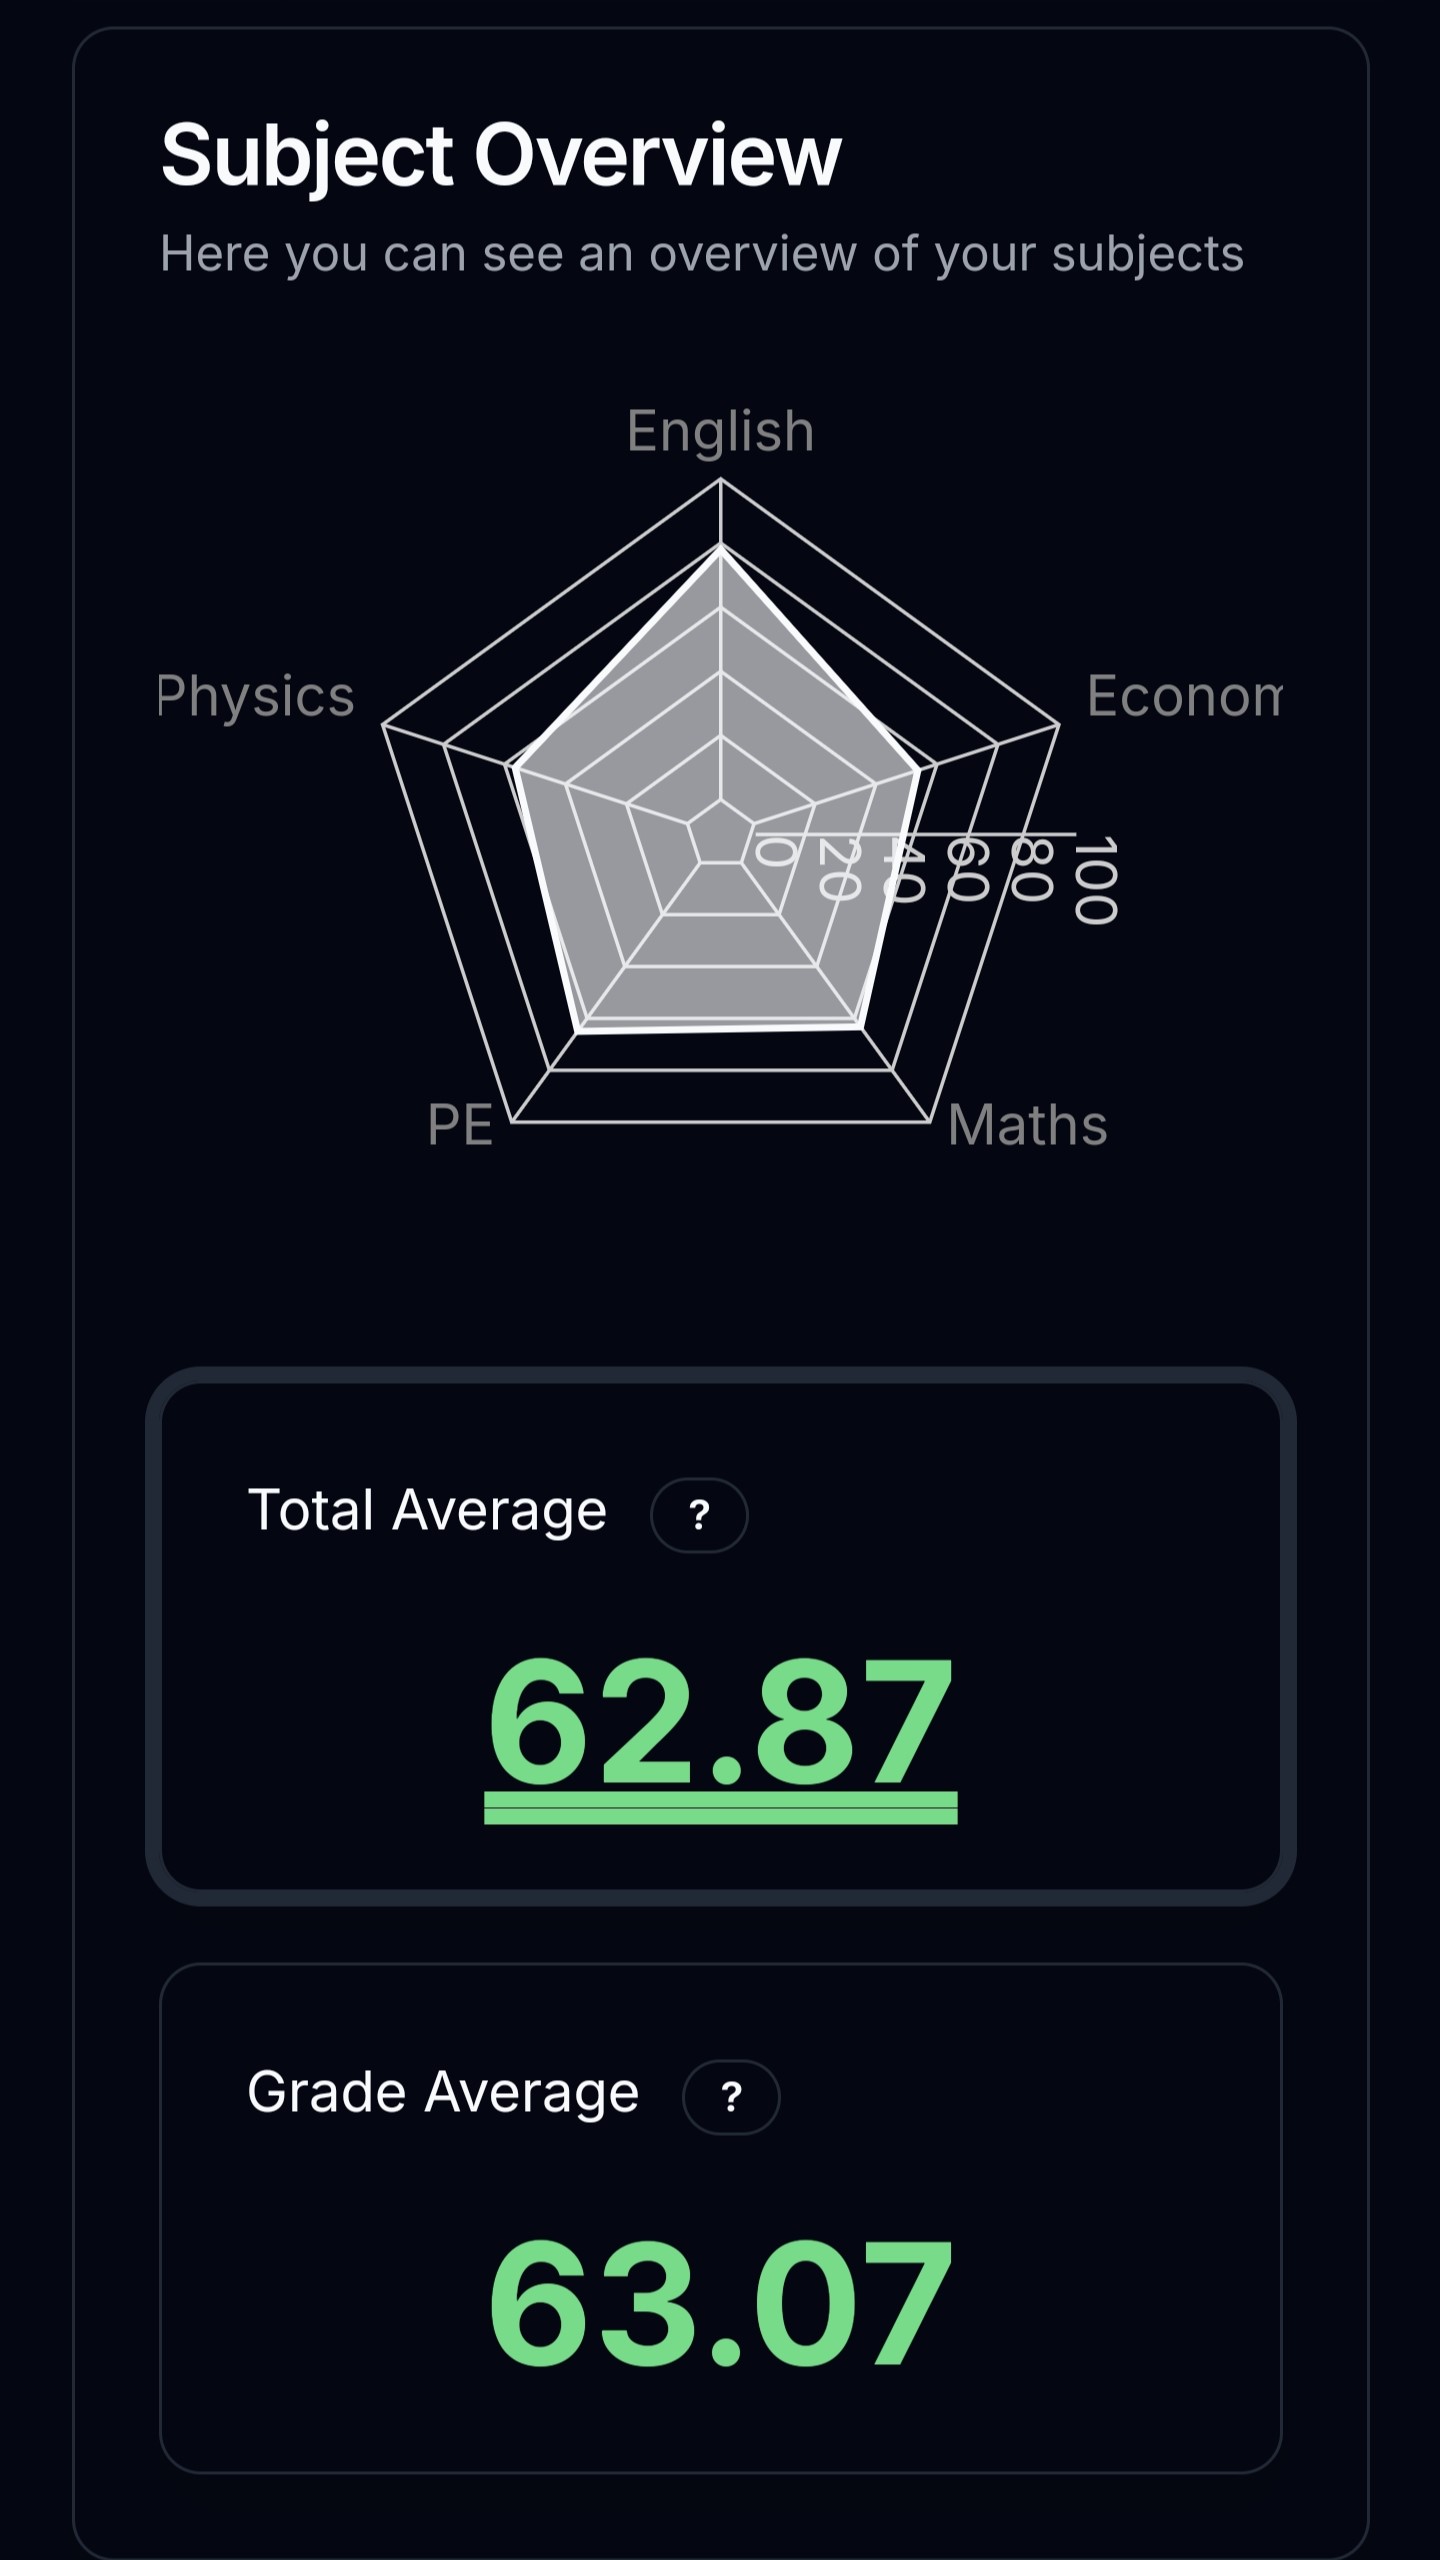 Subject Overview
Here you can see an overview of your subjects
English
Physics
Econom
0
20
40
60
80
100
PE
Maths
Total Average ?
62.87
Grade Average ?
63.07